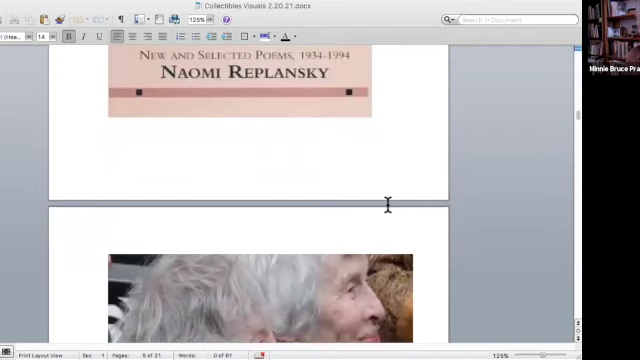 Collectibles Visuals 2.20.21.docx
125%
Search in Document
14
B I U
A
NEW AND SELECTED POEMS, 1934-1994
NAOMI REPLANSKY
Minnie Bruce Pra
Print Layout View Sec 1 Pages: 5 of 21 Words: 0 of 61 125%